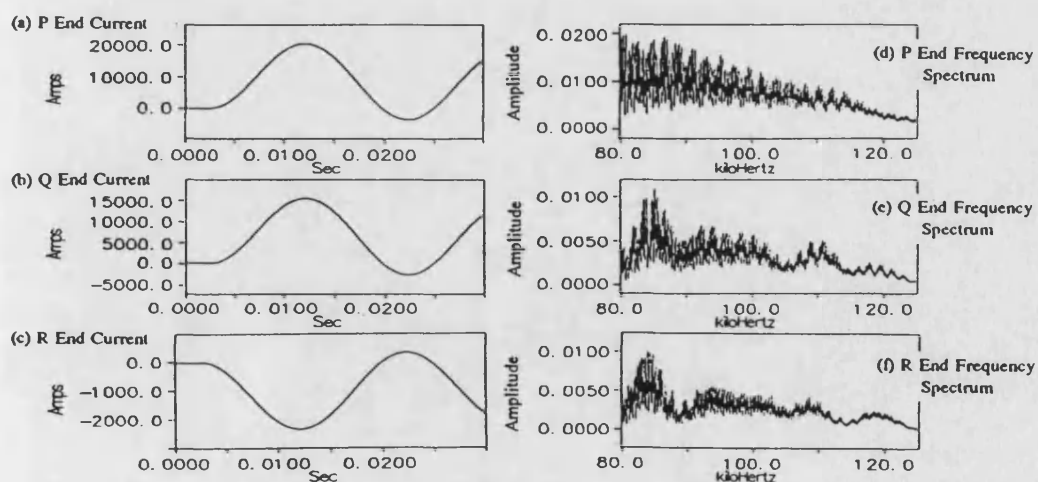 (a) P End Current
20000. 0
10000. 0
0. 0
Amps
0. 0000 0. 0100 0. 0200
Sec
(d) P End Frequency
Spectrum
0. 0200
0. 0100
0. 0000
Amplitude
80. 0 100. 0 120. 0
kiloHertz
(b) Q End Current
15000. 0
10000. 0
5000. 0
0. 0
-5000. 0
Amps
0. 0000 0. 0100 0. 0200
Sec
(e) Q End Frequency
Spectrum
0. 0100
0. 0050
0. 0000
Amplitude
80. 0 100. 0 120. 0
kiloHertz
(c) R End Current
0. 0
-1000. 0
-2000. 0
Amps
0. 0000 0. 0100 0. 0200
Sec
(f) R End Frequency
Spectrum
0. 0100
0. 0050
0. 0000
Amplitude
80. 0 100. 0 120. 0
kiloHertz